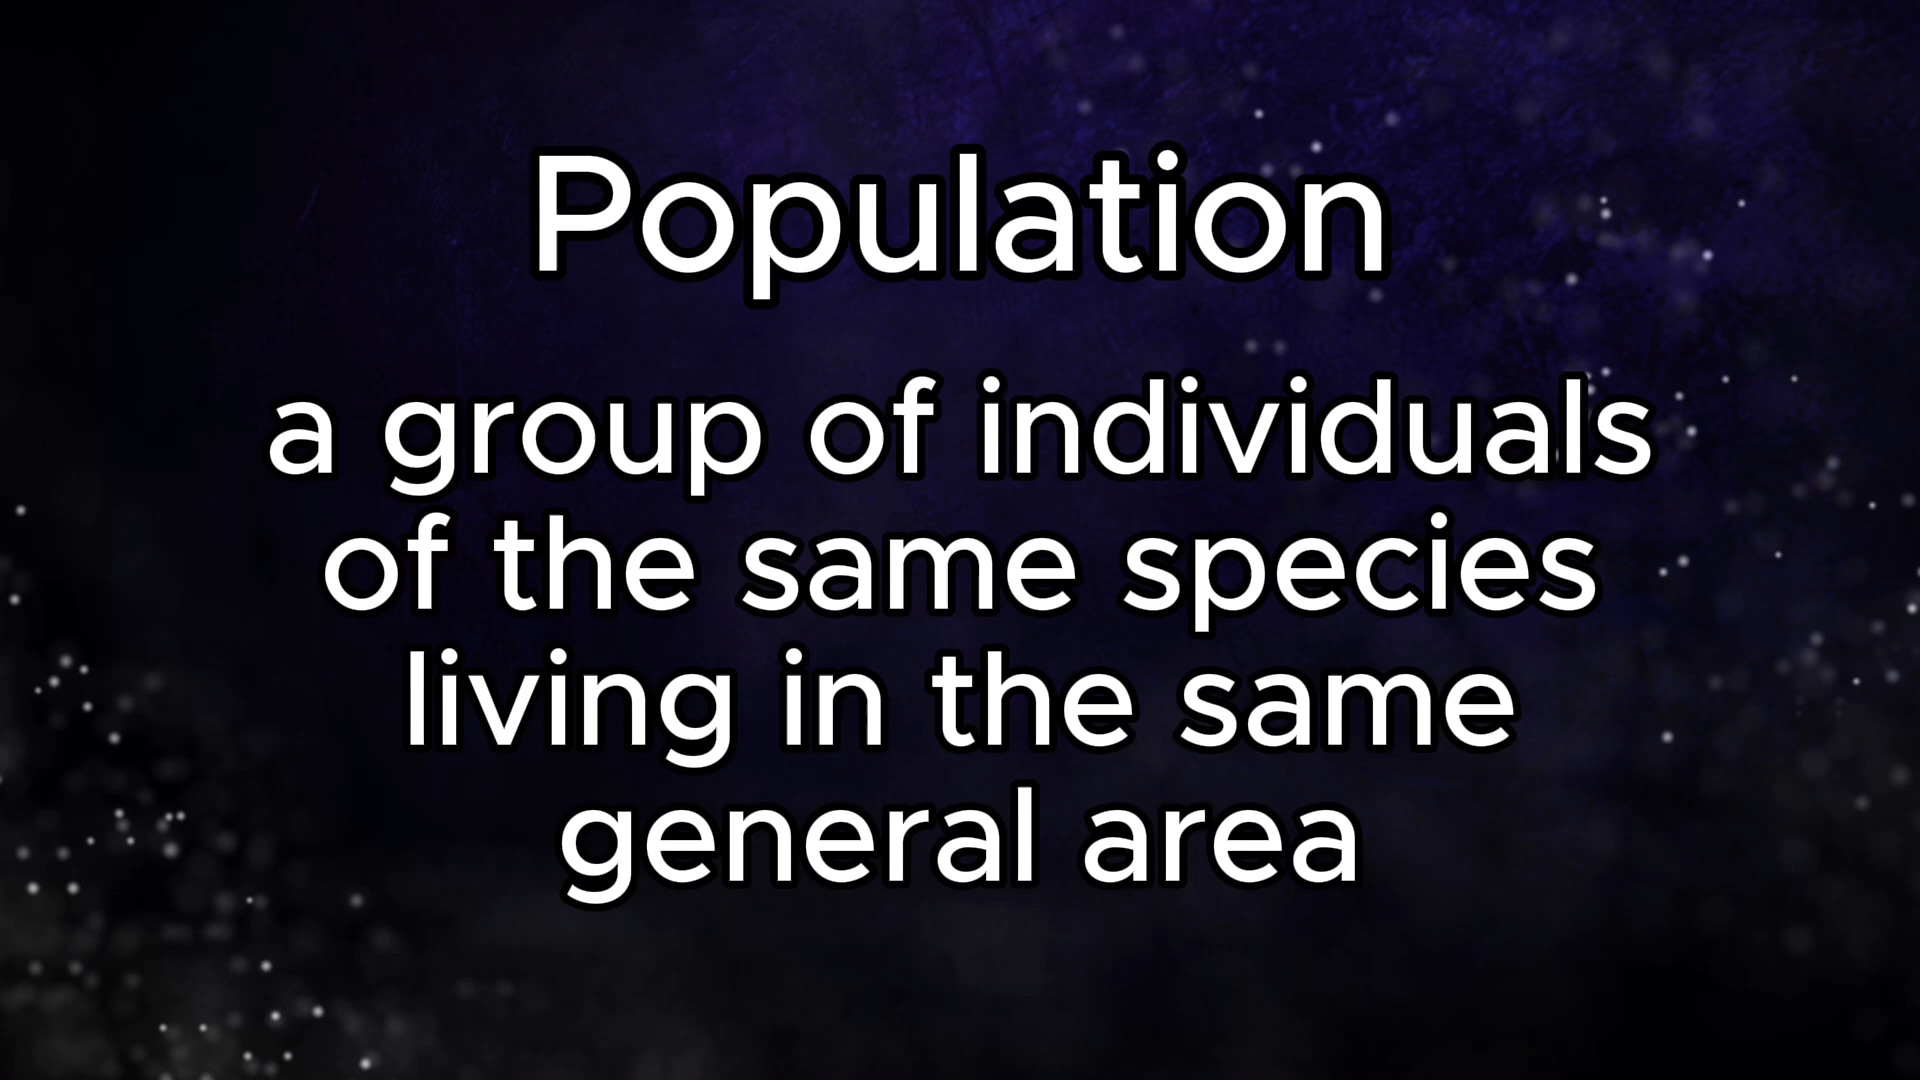 Population
a group of individuals
of the same species
living in the same
general area